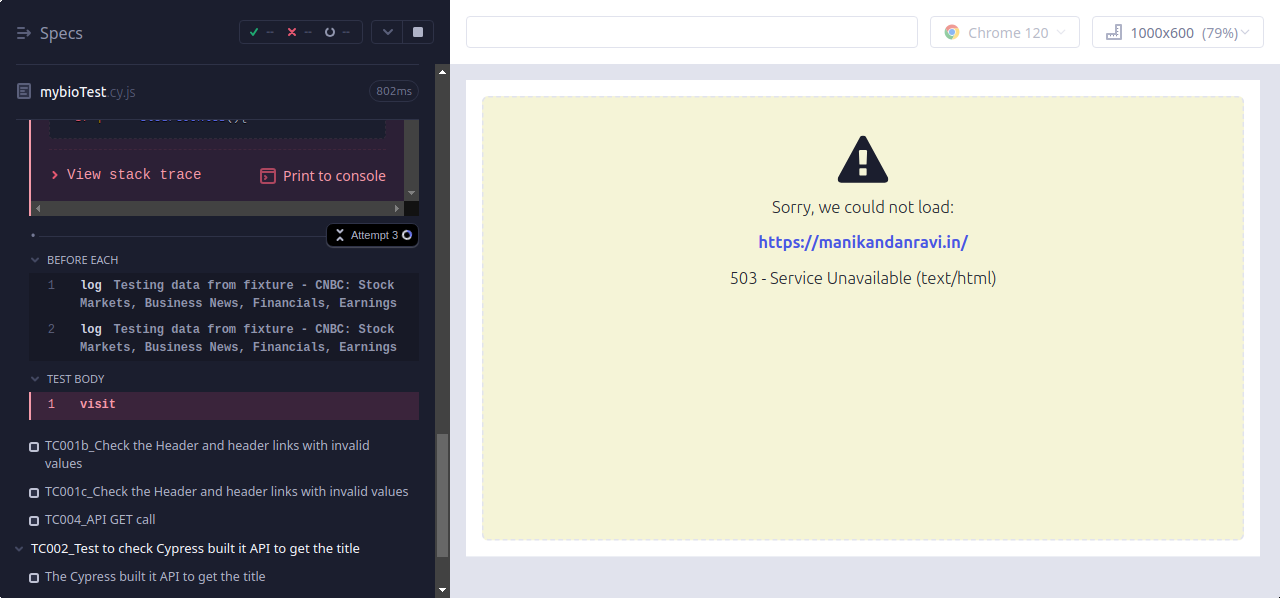 Specs
--
--
--
Chrome 120
1000x600 (79%)
mybioTest.cy.js
802ms
View stack trace
Print to console
Attempt 3
BEFORE EACH
1 log Testing data from fixture - CNBC: Stock
Markets, Business News, Financials, Earnings
2 log Testing data from fixture - CNBC: Stock
Markets, Business News, Financials, Earnings
TEST BODY
1 visit
TC001b_Check the Header and header links with invalid
values
TC001c_Check the Header and header links with invalid values
TC004_API GET call
TC002_Test to check Cypress built it API to get the title
The Cypress built it API to get the title
Sorry, we could not load:
https://manikandanravi.in/
503 - Service Unavailable (text/html)